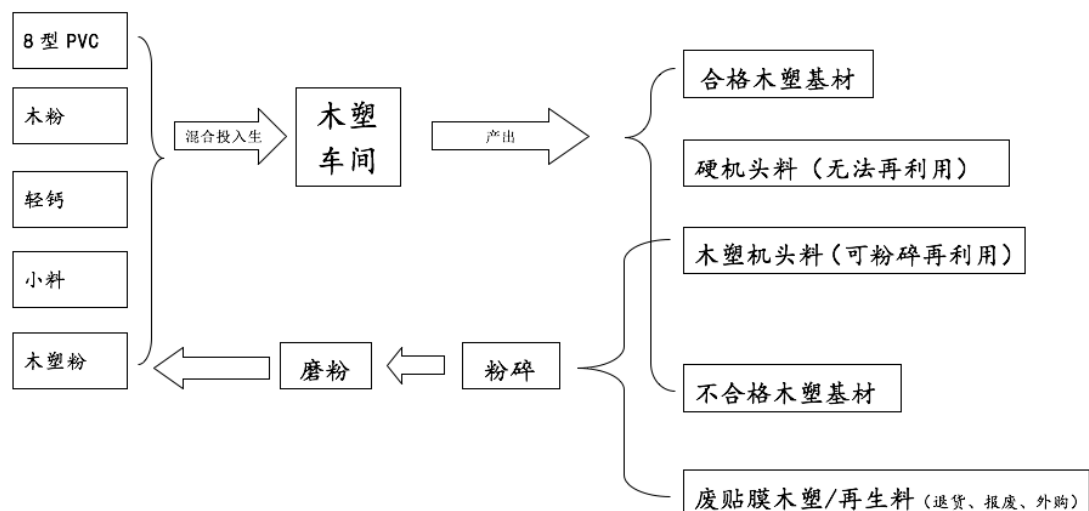 8型PVC
木粉
轻钙
小料
木塑粉
混合投入生
木塑
车间
产出
合格木塑基材
硬机头料（无法再利用）
木塑机头料（可粉碎再利用）
不合格木塑基材
废贴膜木塑/再生料（退货、报废、外购）
粉碎
磨粉